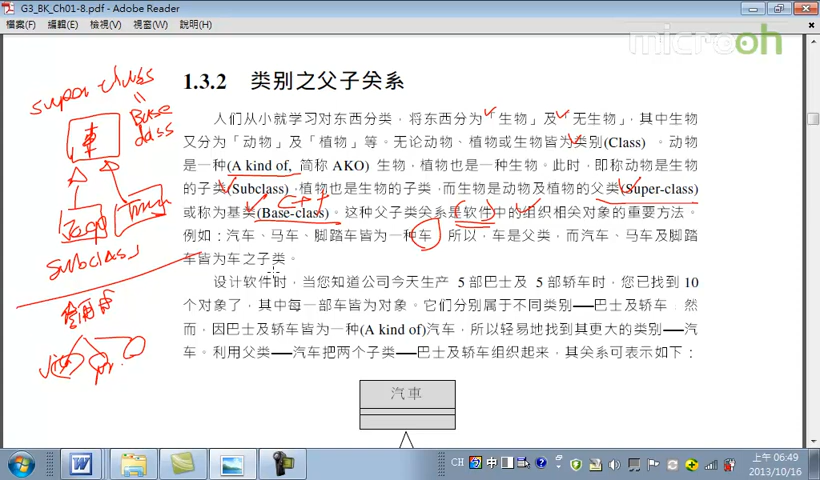 G3_BK_Ch01-8.pdf - Adobe Reader
檔案(F) 編輯(E) 檢視(V) 視窗(W) 說明(H)
microoh
1.3.2 类别之父子关系
人们从小就学习对东西分类，将东西分为「生物」及「无生物」，其中生物
又分为「动物」及「植物」等。无论动物、植物或生物皆为类别(Class) 。动物
是一种(A kind of, 简称 AKO) 生物，植物也是一种生物。此时，即称动物是生物
的子类(Subclass)，植物也是生物的子类，而生物是动物及植物的父类(Super-class)
或称为基类(Base-class)。这种父子类关系是软件中的组织相关对象的重要方法。
例如：汽车、马车、脚踏车皆为一种车 所以，车是父类，而汽车、马车及脚踏
车皆为车之子类。
设计软件时，当您知道公司今天生产 5 部巴士及 5 部轿车时，您已找到 10
个对象了，其中每一部车皆为对象。它们分别属于不同类别──巴士及轿车 然
而，因巴士及轿车皆为一种(A kind of)汽车，所以轻易地找到其更大的类别──汽
车。利用父类──汽车把两个子类──巴士及轿车组织起来，其关系可表示如下：
汽車
super class
Base
class
車
C++
subclass
CH 中
上午 06:49
2013/10/16